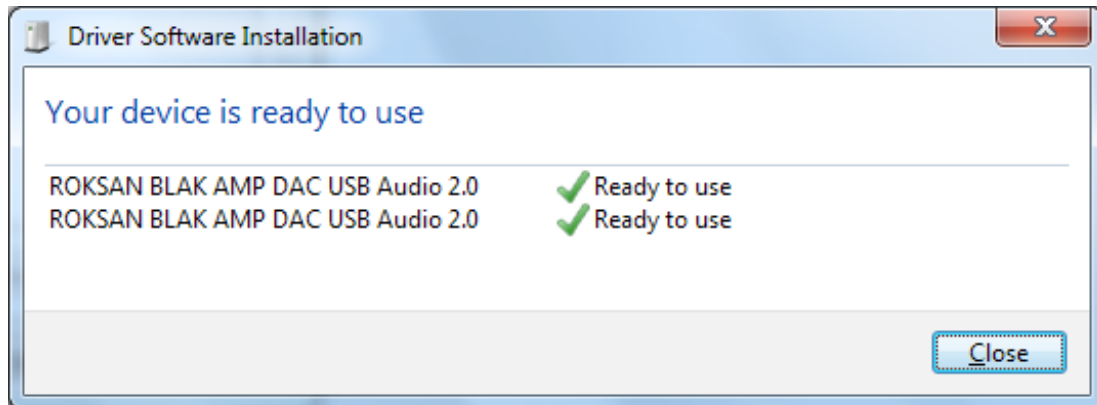 Driver Software Installation
Your device is ready to use
ROKSAN BLAK AMP DAC USB Audio 2.0 Ready to use
ROKSAN BLAK AMP DAC USB Audio 2.0 Ready to use
Close